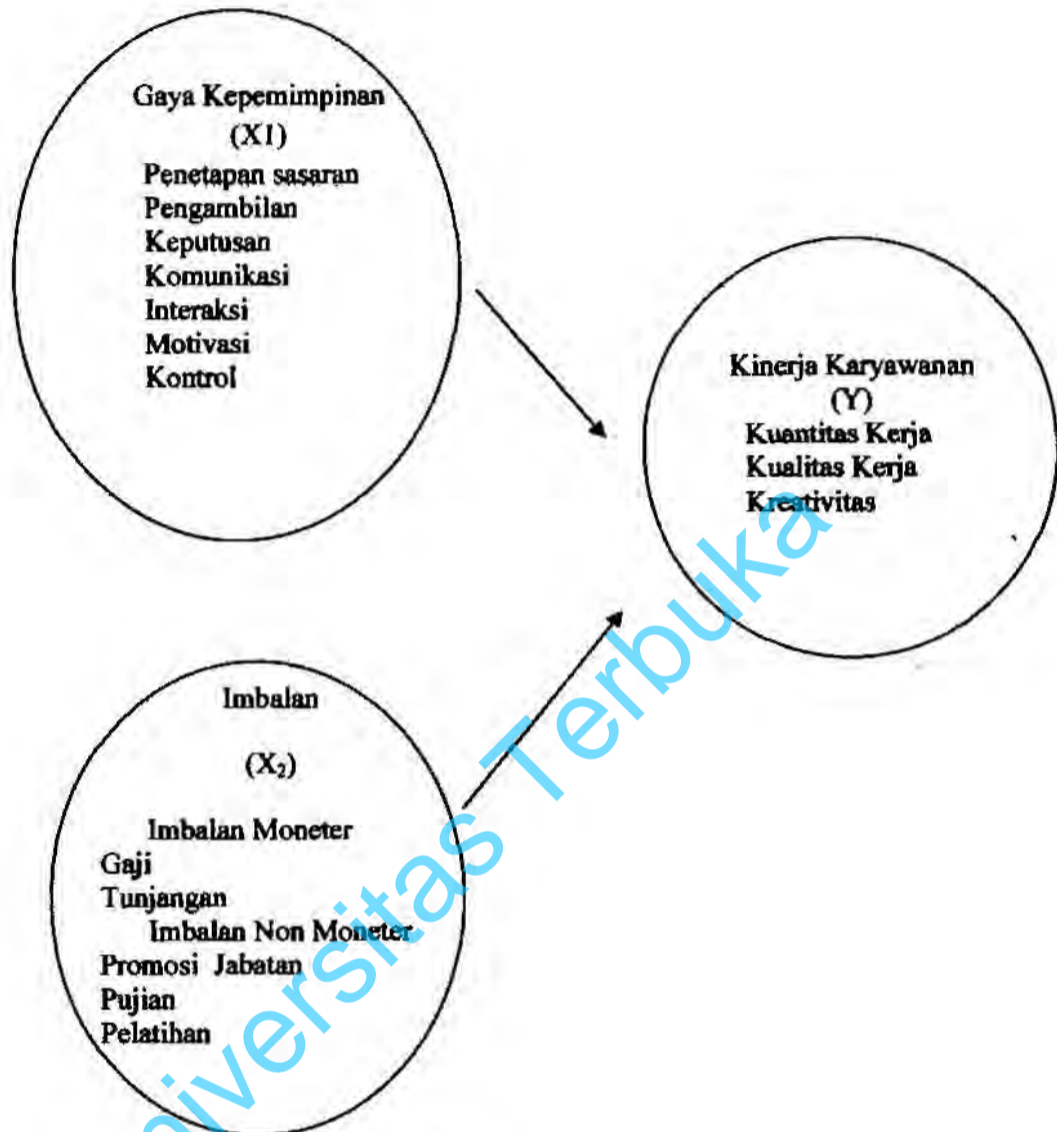 Gaya Kepemimpinan
(X1)
Penetapan sasaran
Pengambilan
Keputusan
Komunikasi
Interaksi
Motivasi
Kontrol
Kinerja Karyawanan
(Y)
Kuantitas Kerja
Kualitas Kerja
Kreativitas
Imbalan
(X₂)
Imbalan Moneter
Gaji
Tunjangan
Imbalan Non Moneter
Promosi Jabatan
Pujian
Pelatihan
niversitas Terbuka